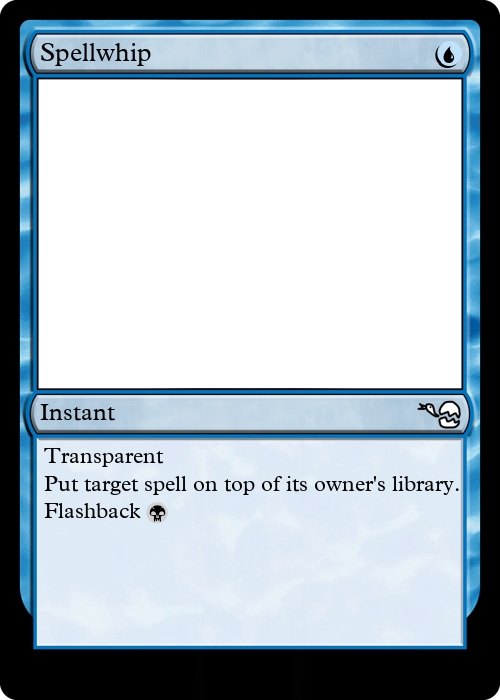 Spellwhip
Instant
Transparent
Put target spell on top of its owner's library.
Flashback